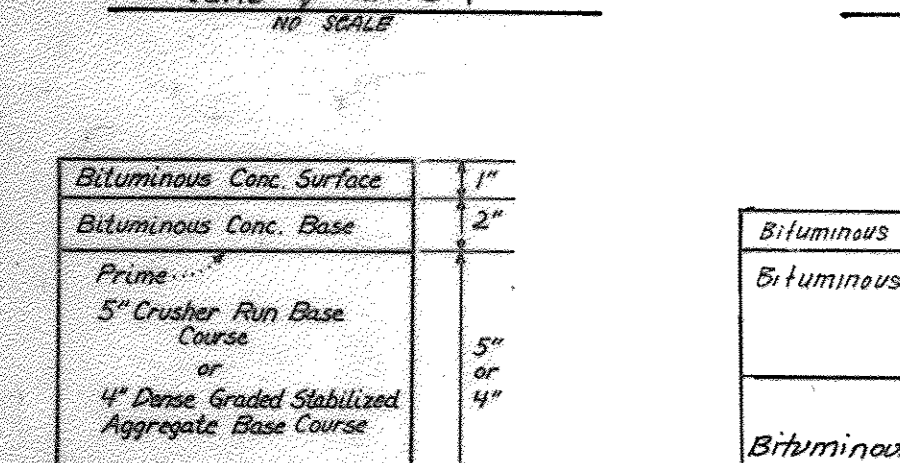 NO SCALE
Bituminous Conc. Surface
1"
Bituminous Conc. Base
2"
Prime
5" Crusher Run Base
Course
or
4" Dense Graded Stabilized
Aggregate Base Course
5"
or
4"
Bituminous
Bituminous
Bituminou